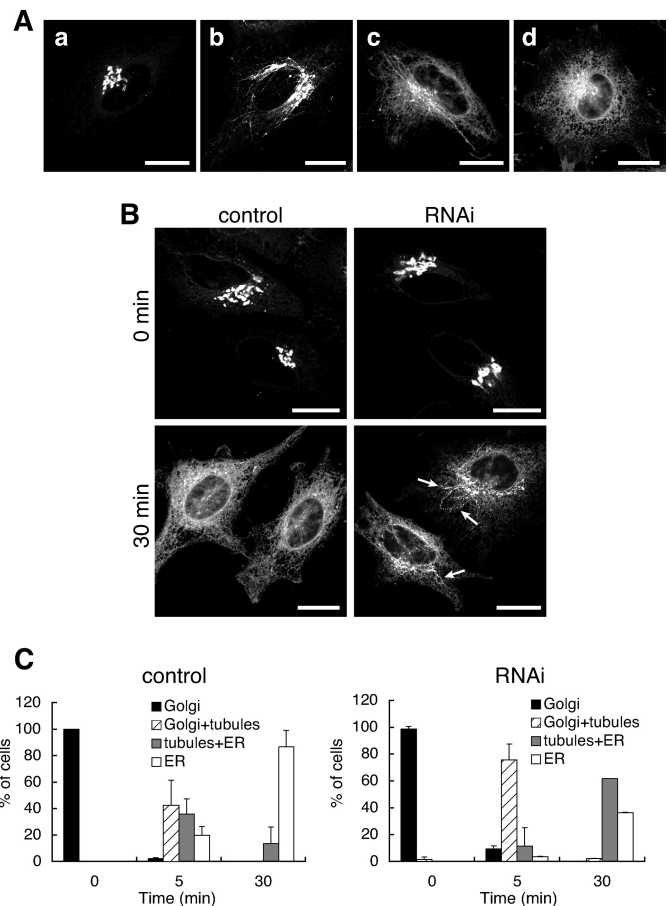 A
a b c d
B
control RNAi
0 min
30 min
C
control RNAi
% of cells
120
100
80
60
40
20
0
Golgi
Golgi+tubules
tubules+ER
ER
0 5 30
Time (min)
% of cells
120
100
80
60
40
20
0
Golgi
Golgi+tubules
tubules+ER
ER
0 5 30
Time (min)